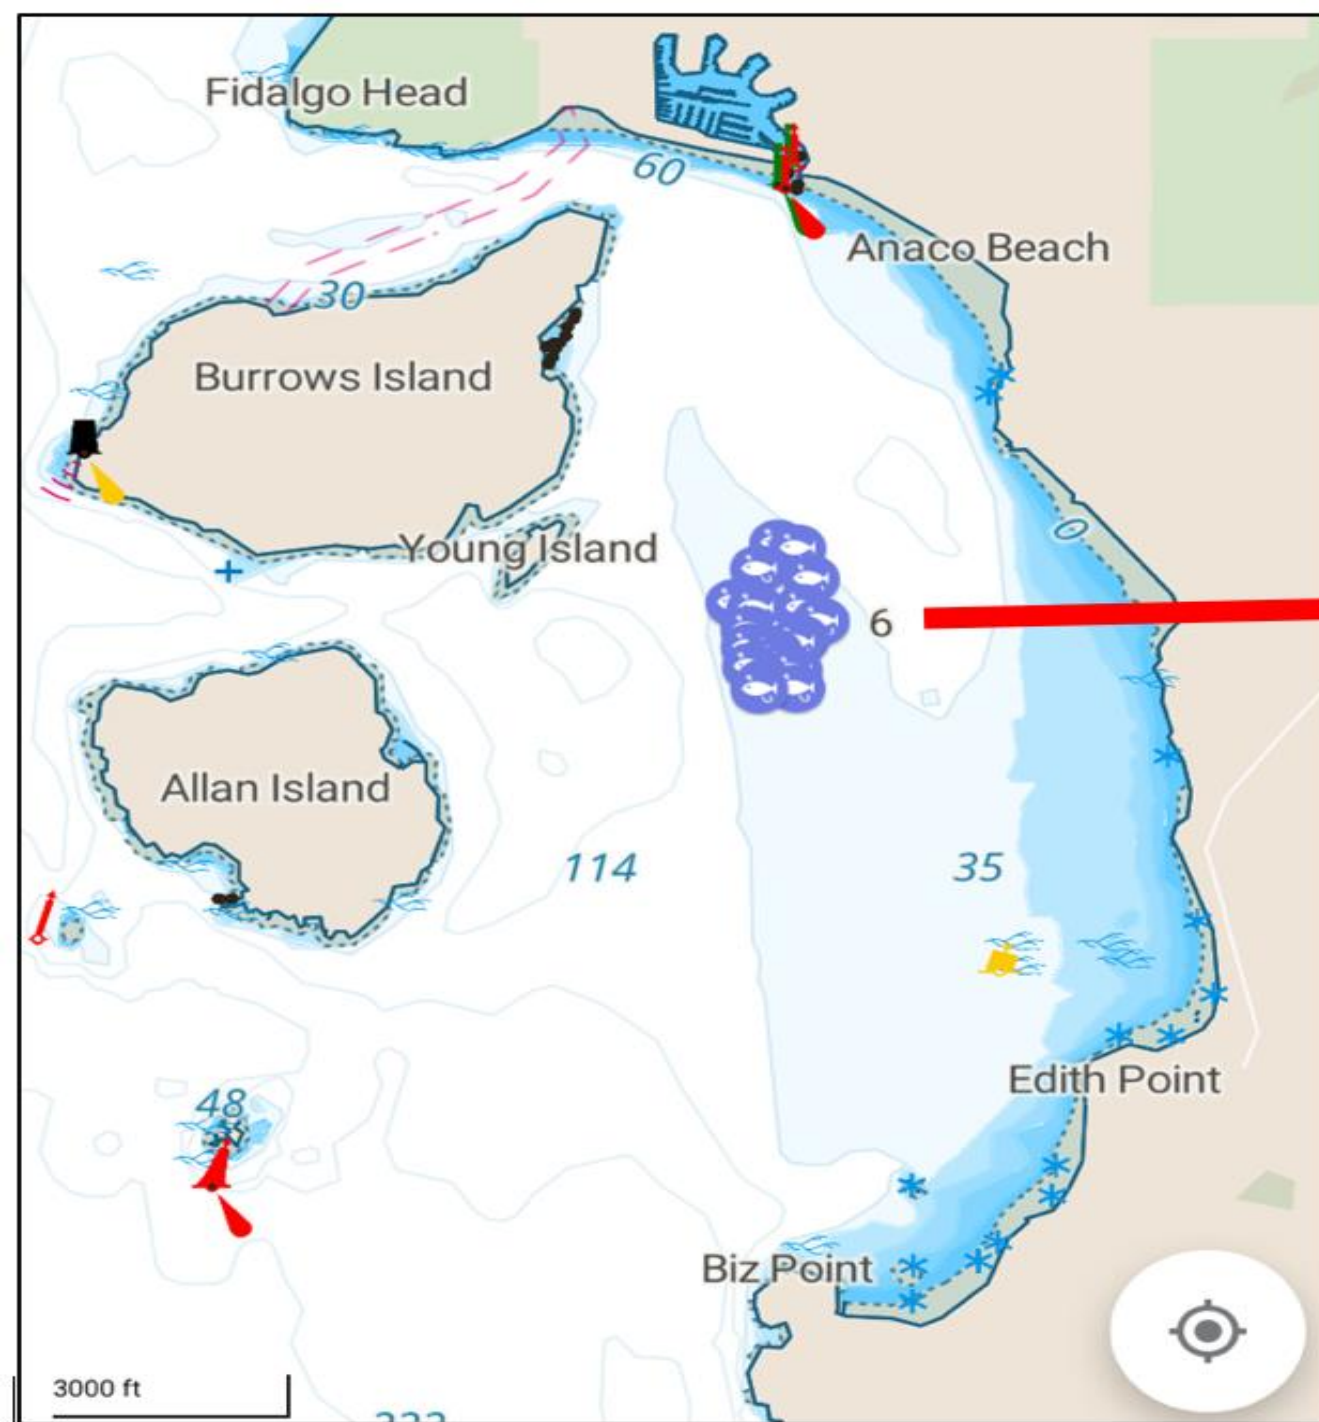 Fidalgo Head
60
Anaco Beach
30
Burrows Island
0
Young Island
6
Allan Island
114
35
48
Edith Point
Biz Point
3000 ft